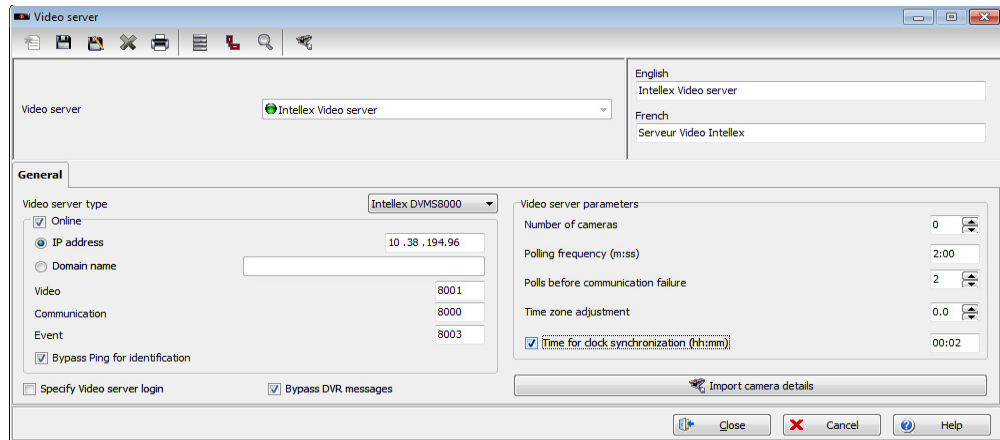 Video server
Video server
Intellex Video server
English
Intellex Video server
French
Serveur Video Intellex
General
Video server type
Intellex DVMS8000
Online
IP address
10 .38 .194.96
Domain name
Video
8001
Communication
8000
Event
8003
Bypass Ping for identification
Specify Video server login
Bypass DVR messages
Video server parameters
Number of cameras
0
Polling frequency (m:ss)
2:00
Polls before communication failure
2
Time zone adjustment
0.0
Time for clock synchronization (hh:mm)
00:02
Import camera details
Close
Cancel
Help